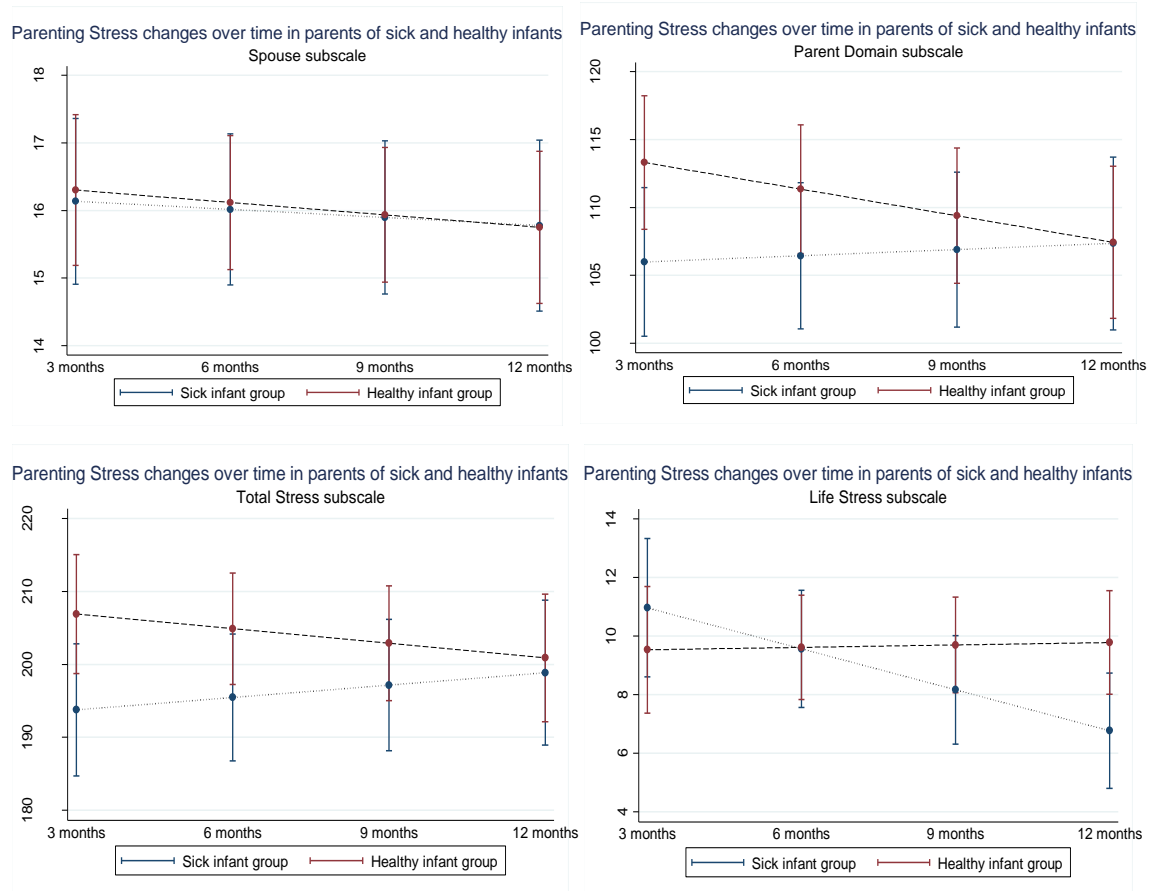 Parenting Stress changes over time in parents of sick and healthy infants
Spouse subscale
18
17
16
15
14
3 months
6 months
9 months
12 months
Sick infant group
Healthy infant group
Parenting Stress changes over time in parents of sick and healthy infants
Parent Domain subscale
120
115
110
105
100
3 months
6 months
9 months
12 months
Sick infant group
Healthy infant group
Parenting Stress changes over time in parents of sick and healthy infants
Total Stress subscale
220
210
200
190
180
3 months
6 months
9 months
12 months
Sick infant group
Healthy infant group
Parenting Stress changes over time in parents of sick and healthy infants
Life Stress subscale
14
12
10
8
6
4
3 months
6 months
9 months
12 months
Sick infant group
Healthy infant group